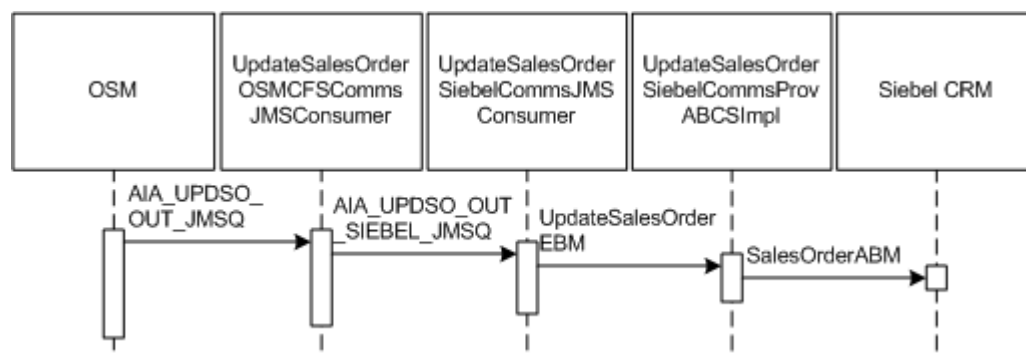 OSM
UpdateSalesOrder
OSMCFSComms
JMSConsumer
UpdateSalesOrder
SiebelCommsJMS
Consumer
UpdateSalesOrder
SiebelCommsProv
ABCSImpl
Siebel CRM
AIA_UPDSO_
OUT_JMSQ
AIA_UPDSO_OUT
_SIEBEL_JMSQ
UpdateSalesOrder
EBM
SalesOrderABM